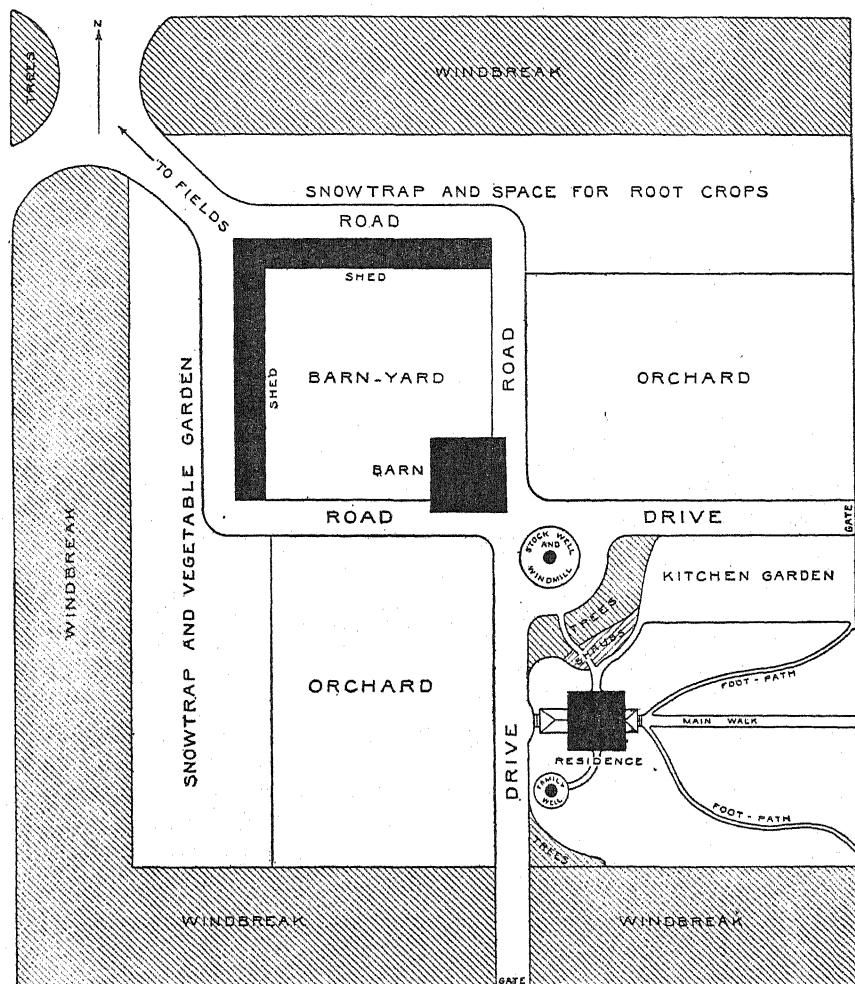 N
TREES
WINDBREAK
TO FIELDS
SNOWTRAP AND SPACE FOR ROOT CROPS
ROAD
SHED
SHED
BARN-YARD
ROAD
ORCHARD
BARN
SNOWTRAP AND VEGETABLE GARDEN
WINDBREAK
ROAD
DRIVE
GATE
STOCK WELL
AND
WINDMILL
KITCHEN GARDEN
TREES
SHRUBS
ORCHARD
FOOT-PATH
MAIN WALK
DRIVE
RESIDENCE
FAMILY
WELL
FOOT-PATH
TREES
WINDBREAK
WINDBREAK
GATE